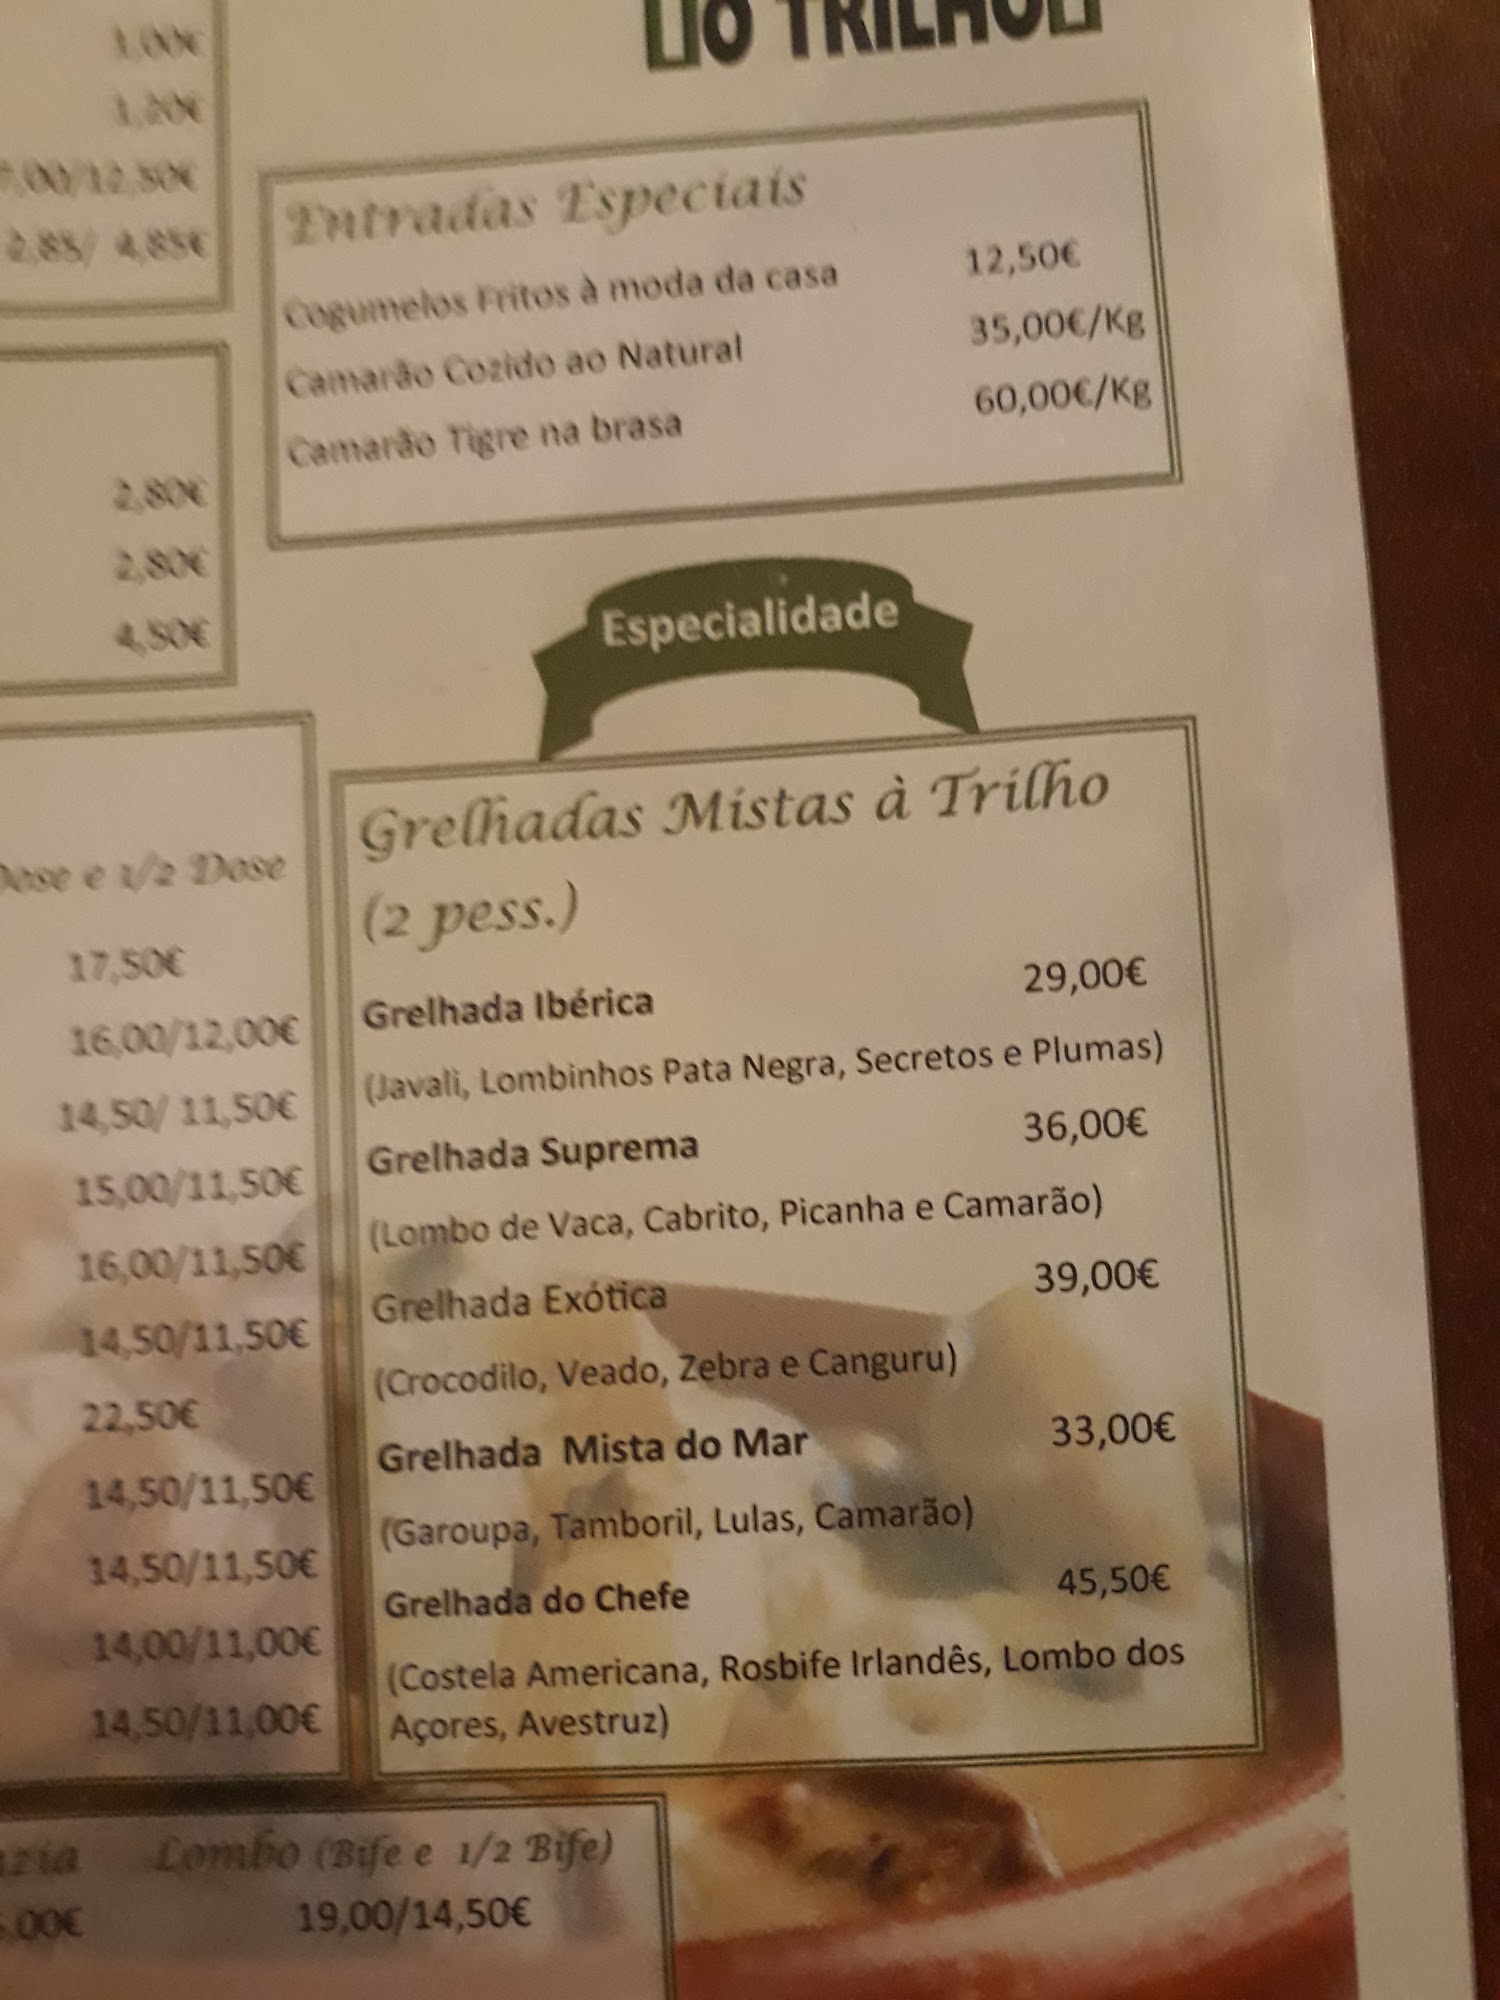 O TRILHO
1,00€
1,20€
7,00/12,50€
2,85/ 4,85€
Entradas Especiais
Cogumelos Fritos à moda da casa 12,50€
Camarão Cozido ao Natural 35,00€/Kg
Camarão Tigre na brasa 60,00€/Kg
2,80€
2,80€
4,50€
Especialidade
Dose e 1/2 Dose
17,50€
16,00/12,00€
14,50/ 11,50€
15,00/11,50€
16,00/11,50€
14,50/11,50€
22,50€
14,50/11,50€
14,50/11,50€
14,00/11,00€
14,50/11,00€
Grelhadas Mistas à Trilho
(2 pess.)
Grelhada Ibérica 29,00€
(Javali, Lombinhos Pata Negra, Secretos e Plumas)
Grelhada Suprema 36,00€
(Lombo de Vaca, Cabrito, Picanha e Camarão)
Grelhada Exótica 39,00€
(Crocodilo, Veado, Zebra e Canguru)
Grelhada Mista do Mar 33,00€
(Garoupa, Tamboril, Lulas, Camarão)
Grelhada do Chefe 45,50€
(Costela Americana, Rosbife Irlandês, Lombo dos
Açores, Avestruz)
Lombo (Bife e 1/2 Bife)
19,00/14,50€